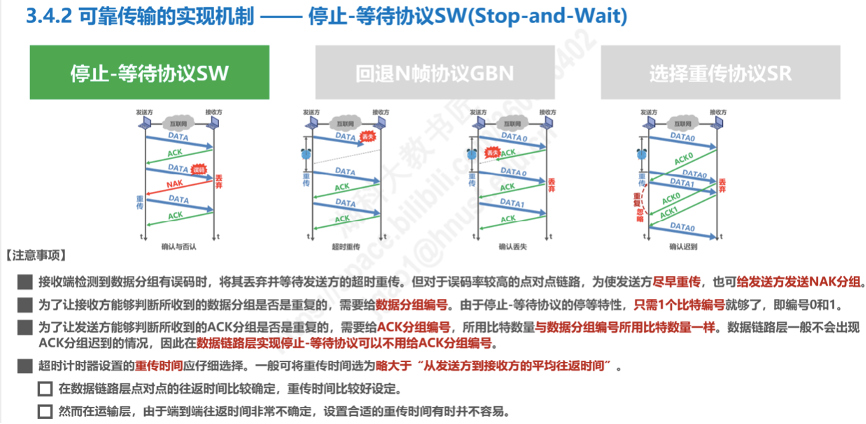 3.4.2 可靠传输的实现机制 —— 停止-等待协议SW(Stop-and-Wait)
停止-等待协议SW
回退N帧协议GBN
选择重传协议SR
发送方 互联网 接收方
DATA
ACK
DATA 误码
NAK 丢弃
重传 DATA
ACK
t t
确认与否认
发送方 互联网 接收方
DATA 丢失
重传 DATA
ACK
DATA
ACK
t t
超时重传
发送方 互联网 接收方
DATA0
丢失 ACK
重传 DATA0 丢弃
ACK
DATA1
ACK
t t
确认丢失
发送方 互联网 接收方
DATA0
ACK0
重传 DATA0
DATA1 丢弃
重复 忽略 ACK0
ACK1
DATA0
t t
确认迟到
【注意事项】
接收端检测到数据分组有误码时，将其丢弃并等待发送方的超时重传。但对于误码率较高的点对点链路，为使发送方尽早重传，也可给发送方发送NAK分组。
为了让接收方能够判断所收到的数据分组是否是重复的，需要给数据分组编号。由于停止-等待协议的停等特性，只需1个比特编号就够了，即编号0和1。
为了让发送方能够判断所收到的ACK分组是否是重复的，需要给ACK分组编号，所用比特数量与数据分组编号所用比特数量一样。数据链路层一般不会出现
ACK分组迟到的情况，因此在数据链路层实现停止-等待协议可以不用给ACK分组编号。
超时计时器设置的重传时间应仔细选择。一般可将重传时间选为略大于“从发送方到接收方的平均往返时间”。
在数据链路层点对点的往返时间比较确定，重传时间比较好设定。
然而在运输层，由于端到端往返时间非常不确定，设置合适的重传时间有时并不容易。